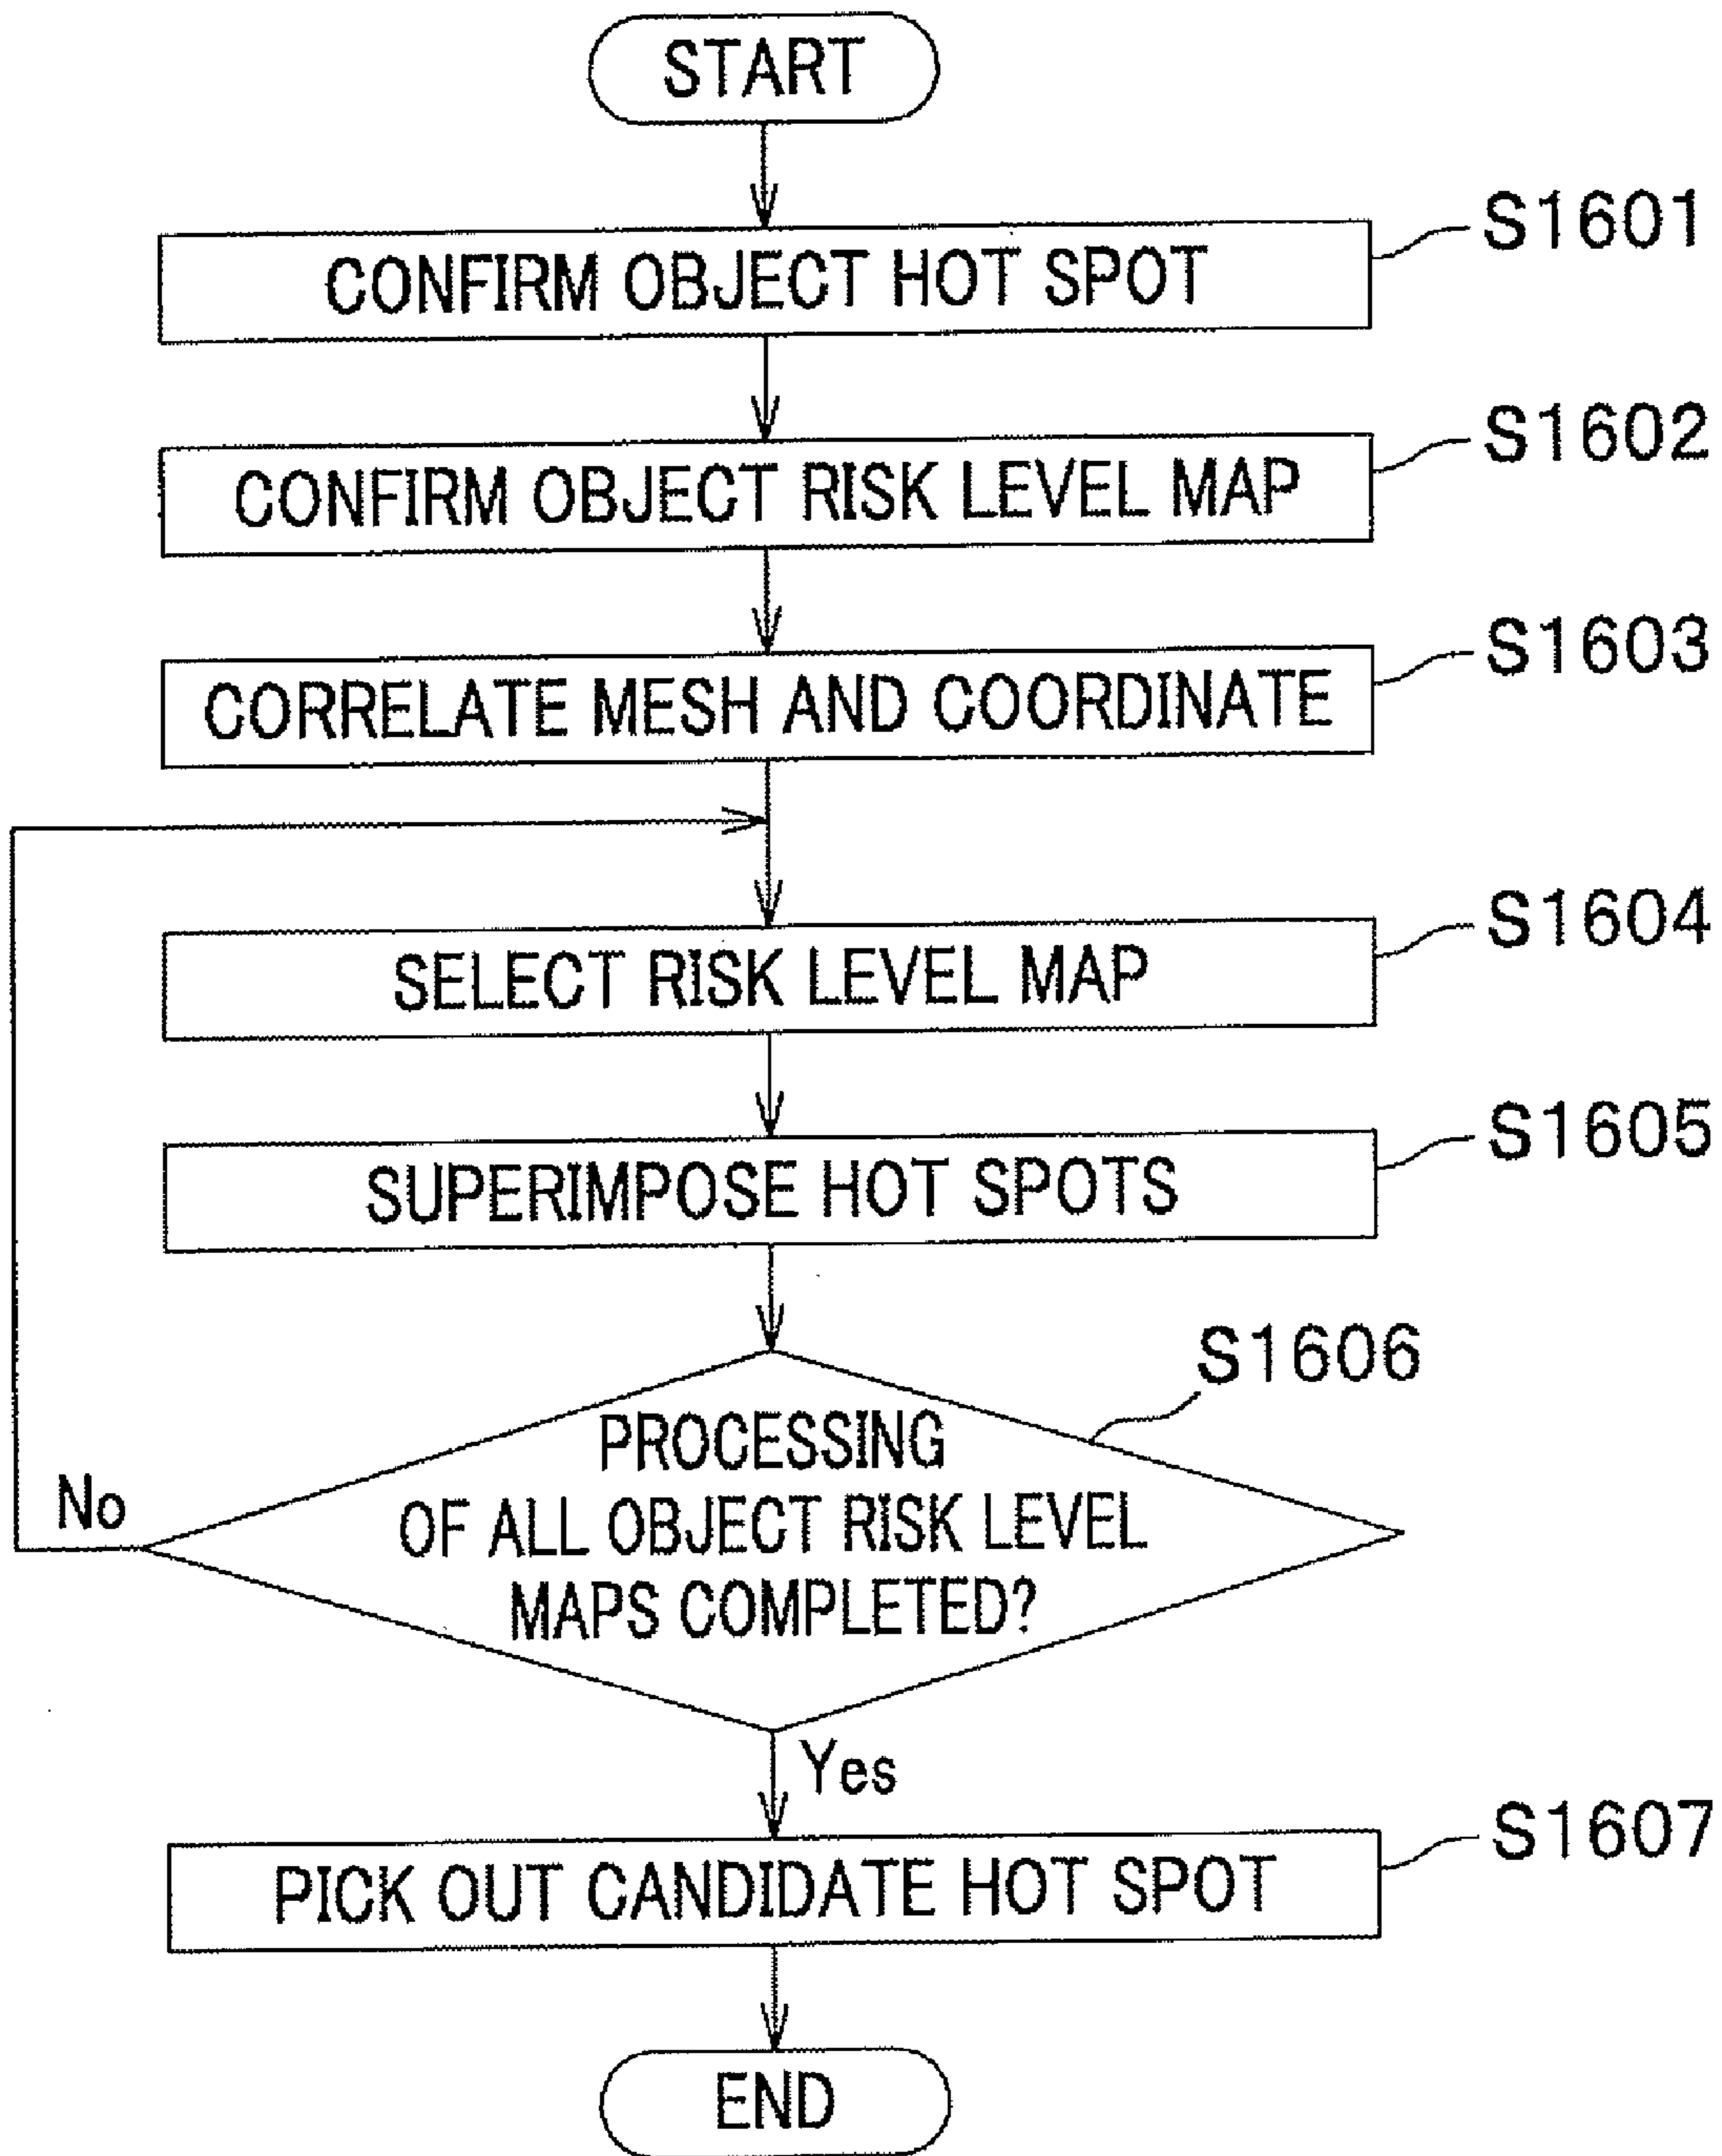 START
S1601
CONFIRM OBJECT HOT SPOT
S1602
CONFIRM OBJECT RISK LEVEL MAP
S1603
CORRELATE MESH AND COORDINATE
S1604
SELECT RISK LEVEL MAP
S1605
SUPERIMPOSE HOT SPOTS
S1606
PROCESSING
OF ALL OBJECT RISK LEVEL
MAPS COMPLETED?
No
Yes
S1607
PICK OUT CANDIDATE HOT SPOT
END